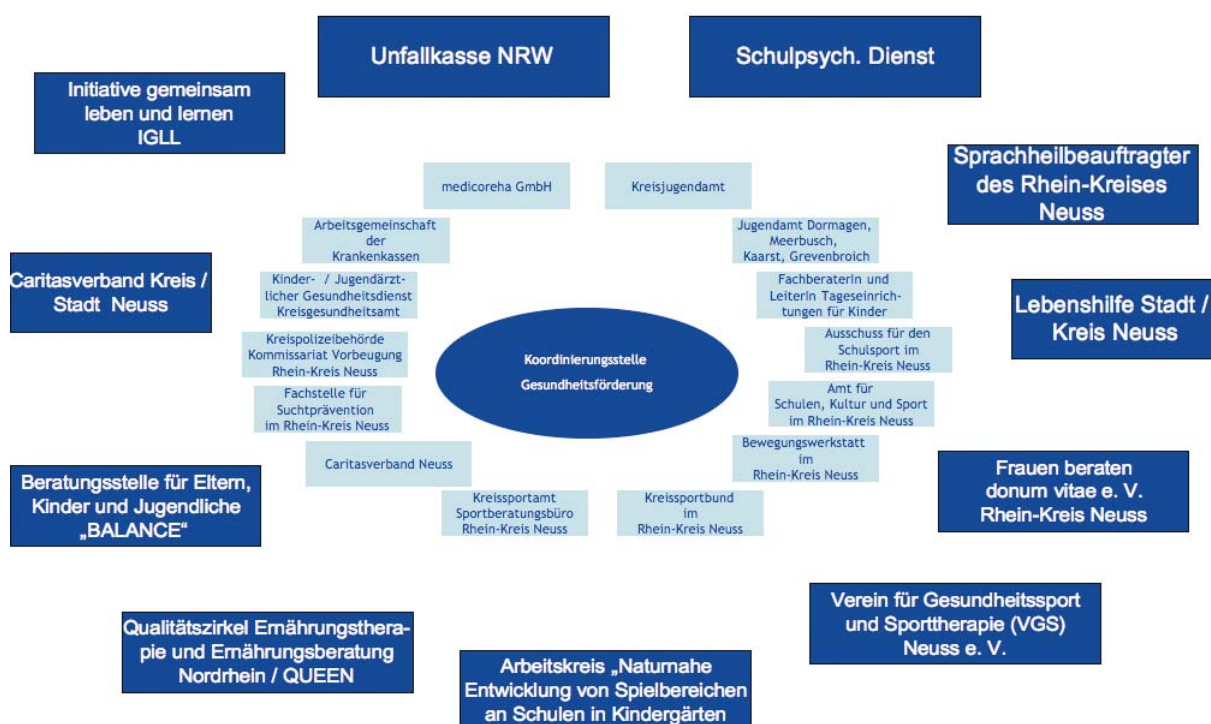 Unfallkasse NRW
Schulpsych. Dienst
Initiative gemeinsam
leben und lernen
IGLL
Sprachheilbeauftragter
des Rhein-Kreises
Neuss
medicoreha GmbH
Kreisjugendamt
Arbeitsgemeinschaft
der
Krankenkassen
Jugendamt Dormagen,
Meerbusch,
Kaarst, Grevenbroich
Caritasverband Kreis /
Stadt Neuss
Kinder- / Jugendärzt-
licher Gesundheitsdienst
Kreisgesundheitsamt
Fachberaterin und
Leiterin Tageseinrich-
tungen für Kinder
Lebenshilfe Stadt /
Kreis Neuss
Kreispolizeibehörde
Kommissariat Vorbeugung
Rhein-Kreis Neuss
Koordinierungsstelle
Gesundheitsförderung
Ausschuss für den
Schulsport im
Rhein-Kreis Neuss
Fachstelle für
Suchtprävention
im Rhein-Kreis Neuss
Amt für
Schulen, Kultur und Sport
im Rhein-Kreis Neuss
Caritasverband Neuss
Bewegungswerkstatt
im
Rhein-Kreis Neuss
Beratungsstelle für Eltern,
Kinder und Jugendliche
„BALANCE“
Kreissportamt
Sportberatungsbüro
Rhein-Kreis Neuss
Kreissportbund
im
Rhein-Kreis Neuss
Frauen beraten
donum vitae e. V.
Rhein-Kreis Neuss
Verein für Gesundheitssport
und Sporttherapie (VGS)
Neuss e. V.
Qualitätszirkel Ernährungsthera-
pie und Ernährungsberatung
Nordrhein / QUEEN
Arbeitskreis „Naturnahe
Entwicklung von Spielbereichen
an Schulen in Kindergärten